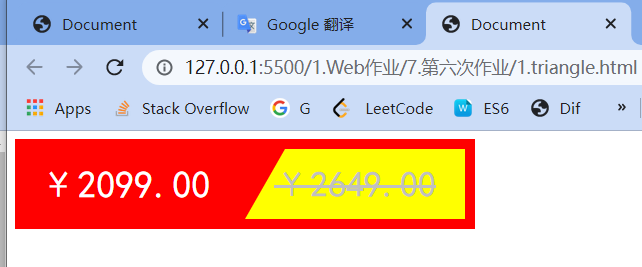 Document
Google 翻译
Document
127.0.0.1:5500/1.Web作业/7.第六次作业/1.triangle.html
Apps
Stack Overflow
G
LeetCode
ES6
Dif
»
￥2099.00
￥2649.00